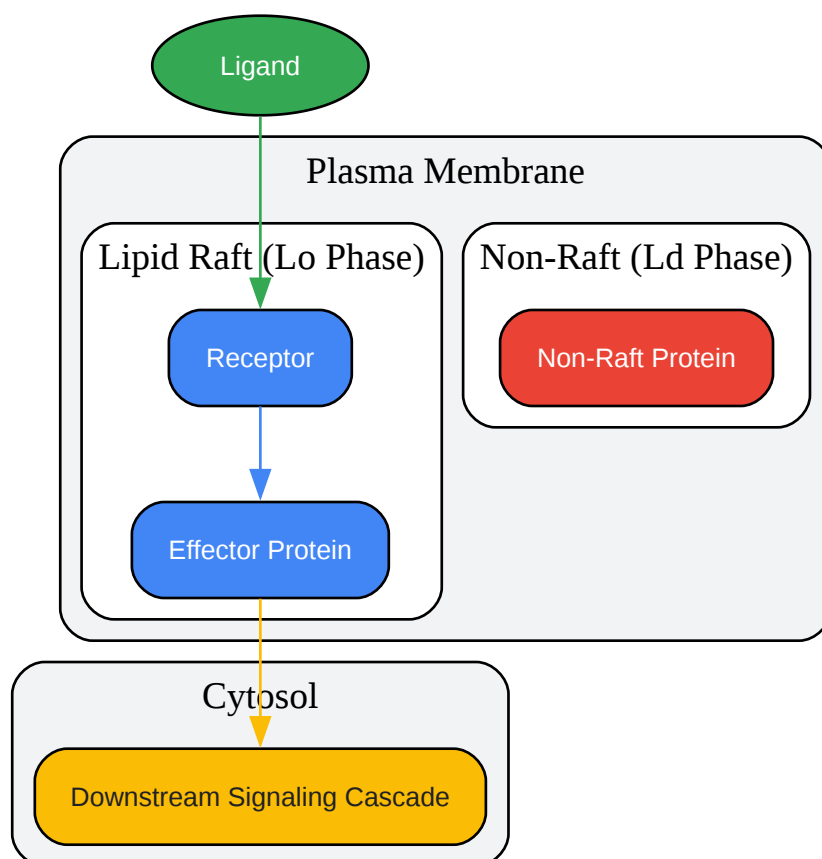 Ligand
Plasma Membrane
Lipid Raft (Lo Phase)
Non-Raft (Ld Phase)
Receptor
Non-Raft Protein
Effector Protein
Cytosol
Downstream Signaling Cascade